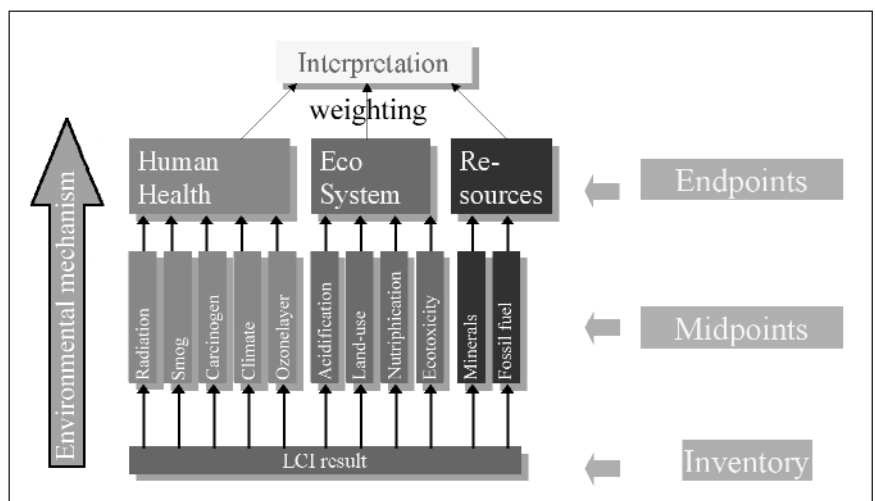 Interpretation
weighting
Human
Health
Eco
System
Re-
sources
Endpoints
Environmental mechanism
Radiation
Smog
Carcinogen
Climate
Ozonelayer
Acidification
Land-use
Nutriphication
Ecotoxicity
Minerals
Fossil fuel
Midpoints
LCI result
Inventory